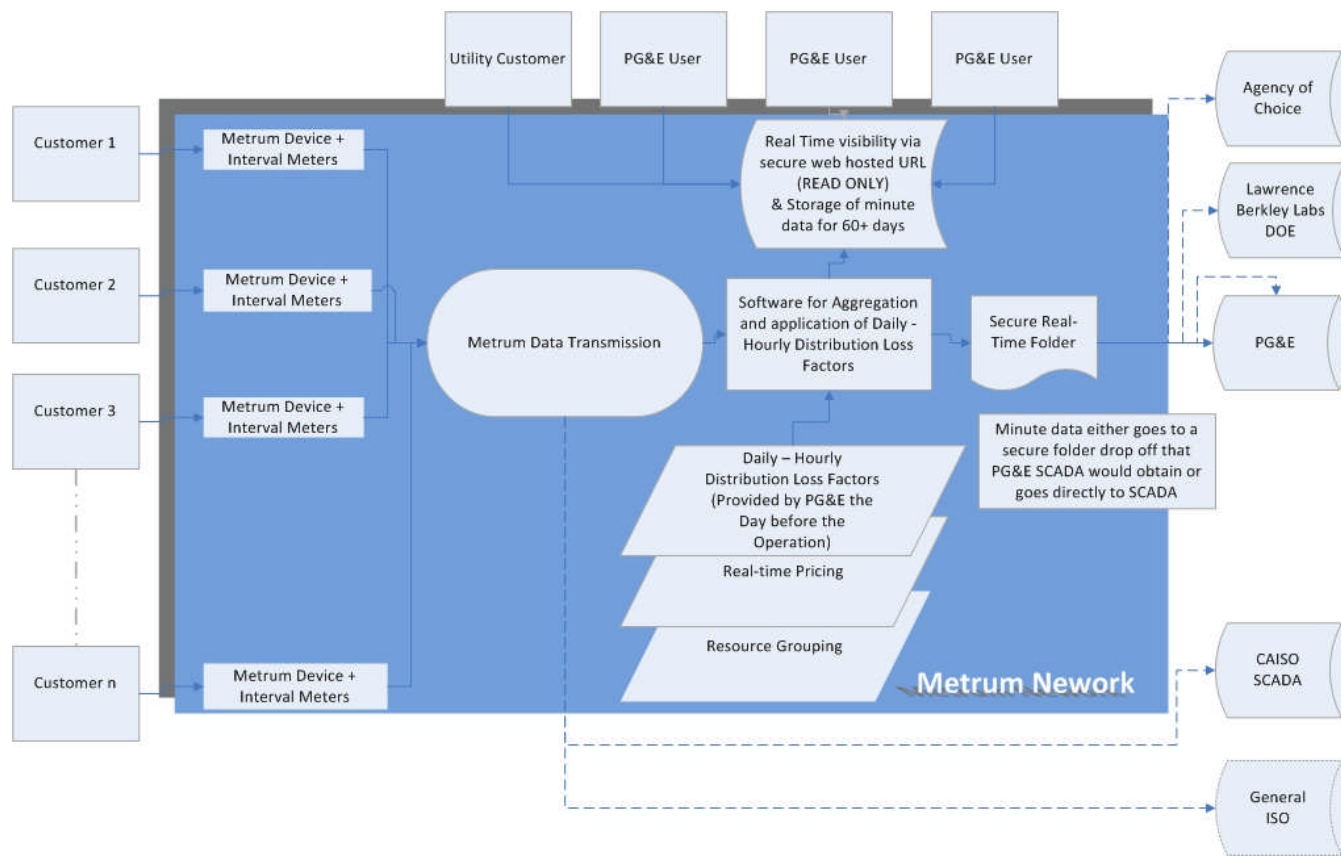 Utility Customer
PG&E User
PG&E User
PG&E User
Agency of
Choice
Customer 1
Metrum Device +
Interval Meters
Real Time visibility via
secure web hosted URL
(READ ONLY)
& Storage of minute
data for 60+ days
Lawrence
Berkley Labs
DOE
Customer 2
Metrum Device +
Interval Meters
Metrum Data Transmission
Software for Aggregation
and application of Daily -
Hourly Distribution Loss
Factors
Secure Real-
Time Folder
PG&E
Customer 3
Metrum Device +
Interval Meters
Minute data either goes to a
secure folder drop off that
PG&E SCADA would obtain or
goes directly to SCADA
Daily – Hourly
Distribution Loss Factors
(Provided by PG&E the
Day before the
Operation)
Real-time Pricing
Resource Grouping
Customer n
Metrum Device +
Interval Meters
Metrum Nework
CAISO
SCADA
General
ISO